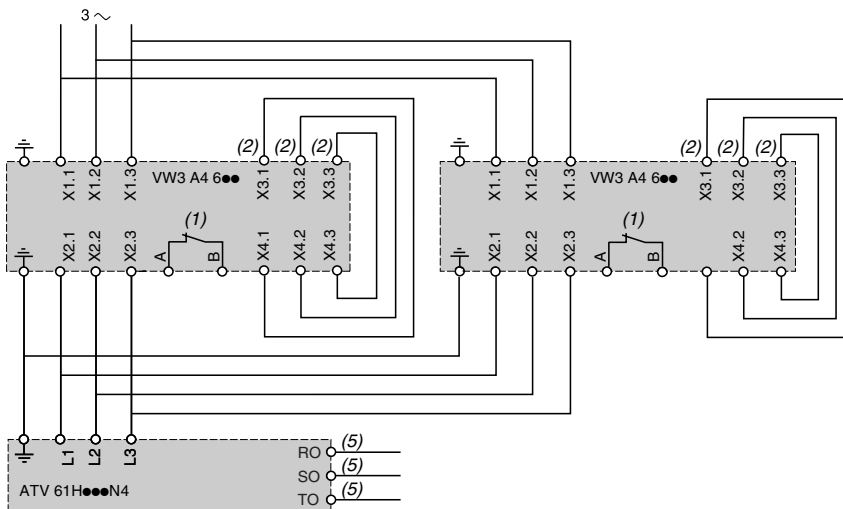 3 ~
(2) (2) (2)
(2) (2) (2)
X1.1 X1.2 X1.3 VW3 A4 6●● X3.1 X3.2 X3.3
X1.1 X1.2 X1.3 VW3 A4 6●● X3.1 X3.2 X3.3
(1)
(1)
X2.1 X2.2 X2.3 A B X4.1 X4.2 X4.3
X2.1 X2.2 X2.3 A B X4.2 X4.3
L1 L2 L3
RO (5)
SO (5)
ATV 61H●●●N4
TO (5)